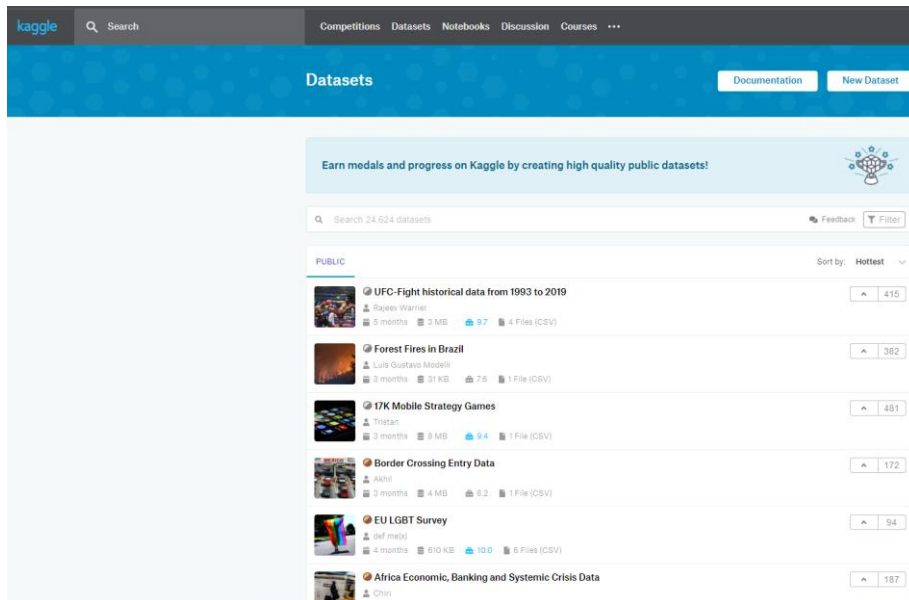 kaggle
Search
Competitions Datasets Notebooks Discussion Courses •••
Datasets
Documentation
New Dataset
Earn medals and progress on Kaggle by creating high quality public datasets!
Search 24.624 datasets
Feedback
Filter
PUBLIC
Sort by: Hottest
UFC-Fight historical data from 1993 to 2019
415
Rajeev Warrier
5 months 3 MB 9.7 4 Files (CSV)
Forest Fires in Brazil
382
Luís Gustavo Modelli
3 months 31 KB 7.6 1 File (CSV)
17K Mobile Strategy Games
481
Tristan
3 months 8 MB 9.4 1 File (CSV)
Border Crossing Entry Data
172
Akhil
3 months 4 MB 8.2 1 File (CSV)
EU LGBT Survey
94
def me(x)
4 months 610 KB 10.0 6 Files (CSV)
Africa Economic, Banking and Systemic Crisis Data
187
Chiri